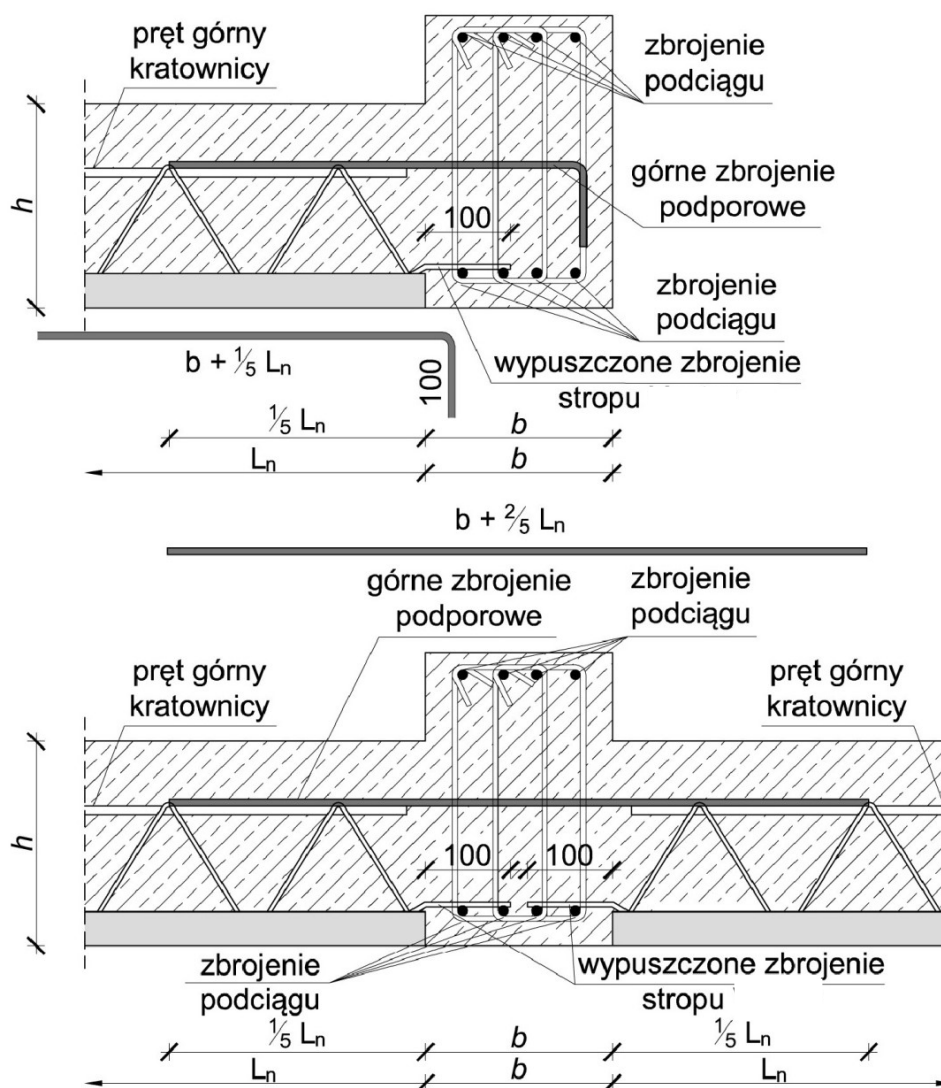 pręt górny
kratownicy
zbrojenie
podciągu
h
100
górne zbrojenie
podporowe
zbrojenie
podciągu
b + ⅕ Ln
100
wypuszczone zbrojenie
stropu
⅕ Ln
b
Ln
b
b + ⅖ Ln
górne zbrojenie
podporowe
zbrojenie
podciągu
pręt górny
kratownicy
pręt górny
kratownicy
h
100
100
zbrojenie
podciągu
wypuszczone zbrojenie
stropu
⅕ Ln
b
⅕ Ln
Ln
b
Ln